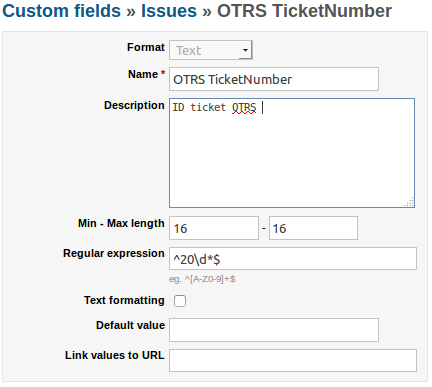 Custom fields » Issues » OTRS TicketNumber
Format Text
Name * OTRS TicketNumber
Description ID ticket OTRS
Min - Max length 16 - 16
Regular expression ^20\d*$
eg. ^[A-Z0-9]+$
Text formatting
Default value
Link values to URL